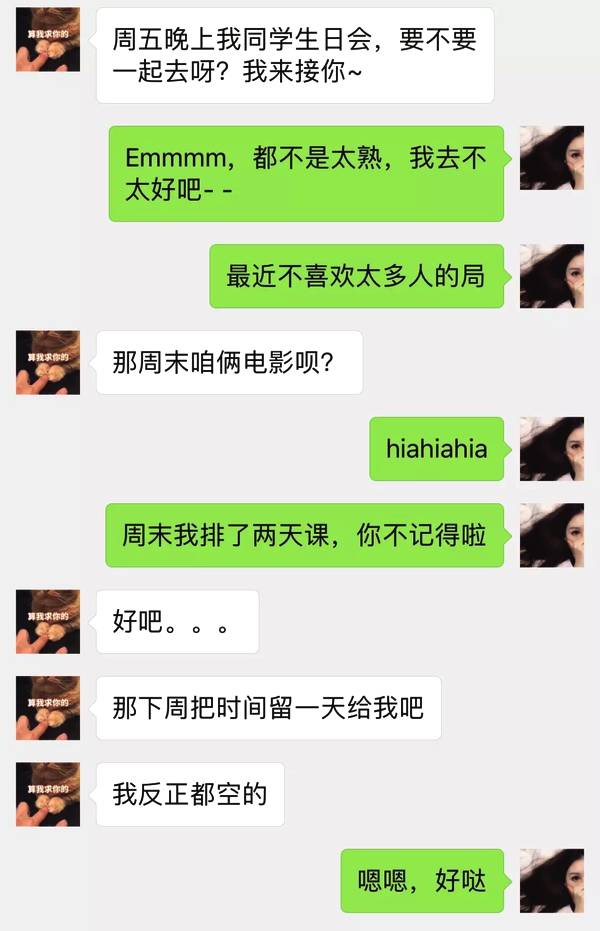 算我求你的
周五晚上我同学生日会，要不要
一起去呀？我来接你~
Emmmm，都不是太熟，我去不
太好吧- -
最近不喜欢太多人的局
算我求你的
那周末咱俩电影呗？
hiahiahia
周末我排了两天课，你不记得啦
算我求你的
好吧。。。
算我求你的
那下周把时间留一天给我吧
算我求你的
我反正都空的
嗯嗯，好哒